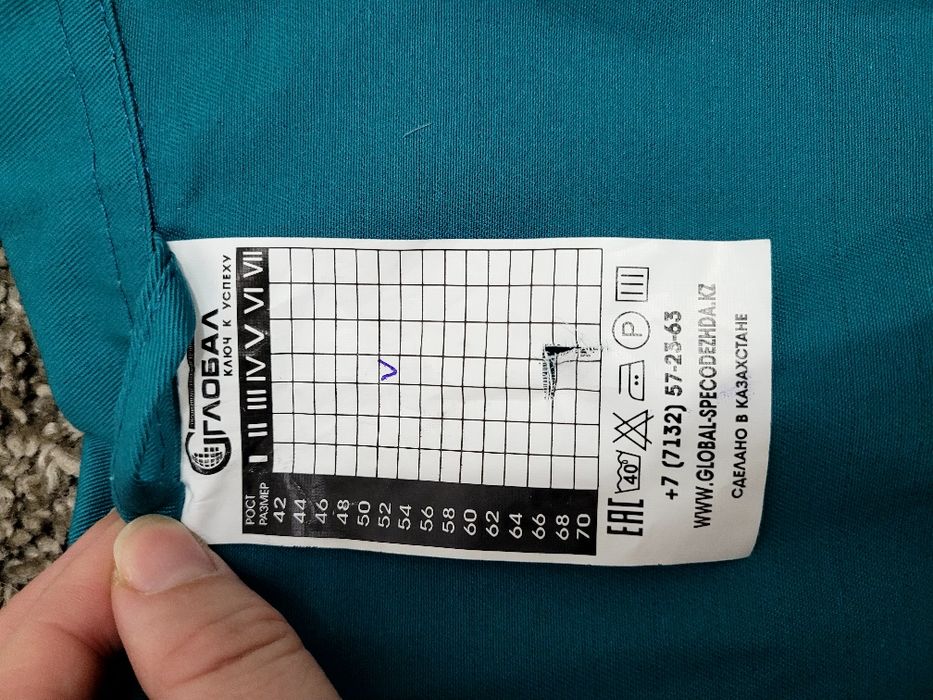 ГЛОБАЛ
КЛЮЧ К УСПЕХУ
РОСТ I II III IV V VI VII
РАЗМЕР
42
44
46
48
50
52
54
56
58
60
62
64
66
68
70
V
EAC 40° P
+7 (7132) 57-23-63
WWW.GLOBAL-SPECODEZHDA.KZ
СДЕЛАНО В КАЗАХСТАНЕ